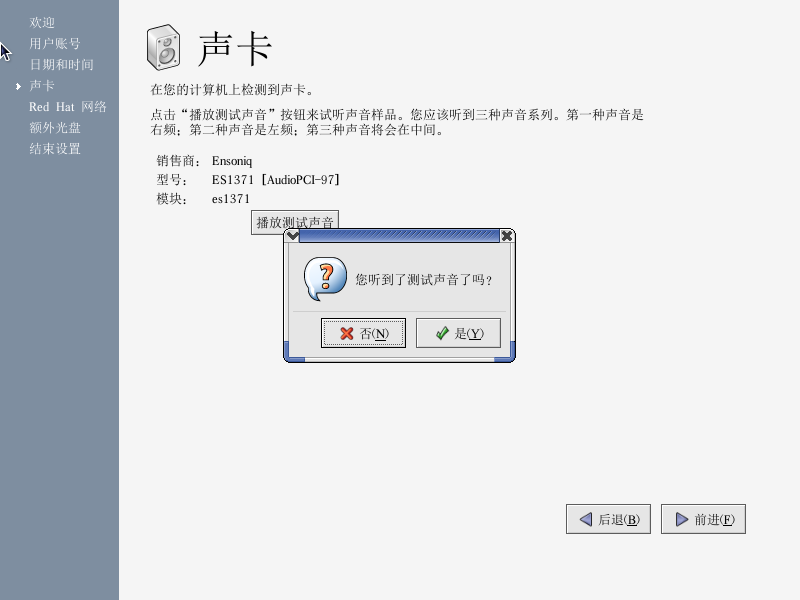 欢迎
用户账号
日期和时间
声卡
Red Hat 网络
额外光盘
结束设置
声卡
在您的计算机上检测到声卡。
点击“播放测试声音”按钮来试听声音样品。您应该听到三种声音系列。第一种声音是
右频；第二种声音是左频；第三种声音将会在中间。
销售商： Ensoniq
型号： ES1371 [AudioPCI-97]
模块： es1371
播放测试声音
您听到了测试声音了吗？
否(N)
是(Y)
后退(B)
前进(F)